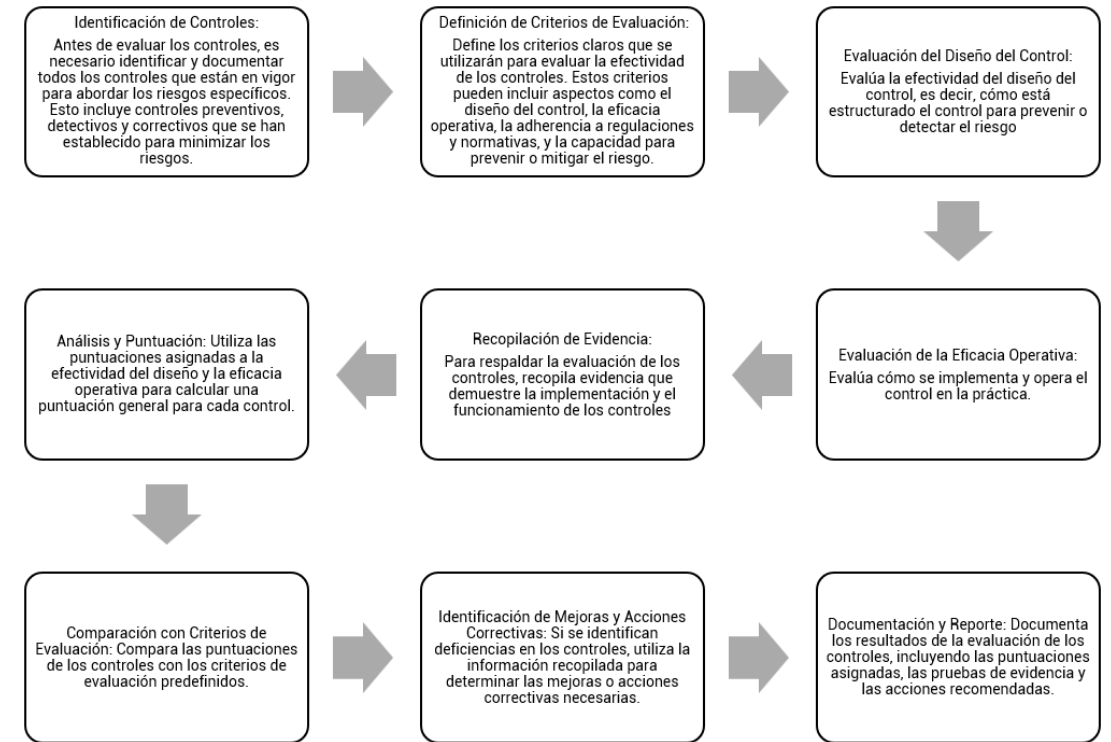 Identificación de Controles:
Antes de evaluar los controles, es
necesario identificar y documentar
todos los controles que están en vigor
para abordar los riesgos específicos.
Esto incluye controles preventivos,
detectivos y correctivos que se han
establecido para minimizar los
riesgos.
Definición de Criterios de Evaluación:
Define los criterios claros que se
utilizarán para evaluar la efectividad
de los controles. Estos criterios
pueden incluir aspectos como el
diseño del control, la eficacia
operativa, la adherencia a regulaciones
y normativas, y la capacidad para
prevenir o mitigar el riesgo.
Evaluación del Diseño del Control:
Evalúa la efectividad del diseño del
control, es decir, cómo está
estructurado el control para prevenir o
detectar el riesgo
Evaluación de la Eficacia Operativa:
Evalúa cómo se implementa y opera el
control en la práctica.
Recopilación de Evidencia:
Para respaldar la evaluación de los
controles, recopila evidencia que
demuestre la implementación y el
funcionamiento de los controles
Análisis y Puntuación: Utiliza las
puntuaciones asignadas a la
efectividad del diseño y la eficacia
operativa para calcular una
puntuación general para cada control.
Comparación con Criterios de
Evaluación: Compara las puntuaciones
de los controles con los criterios de
evaluación predefinidos.
Identificación de Mejoras y Acciones
Correctivas: Si se identifican
deficiencias en los controles, utiliza la
información recopilada para
determinar las mejoras o acciones
correctivas necesarias.
Documentación y Reporte: Documenta
los resultados de la evaluación de los
controles, incluyendo las puntuaciones
asignadas, las pruebas de evidencia y
las acciones recomendadas.